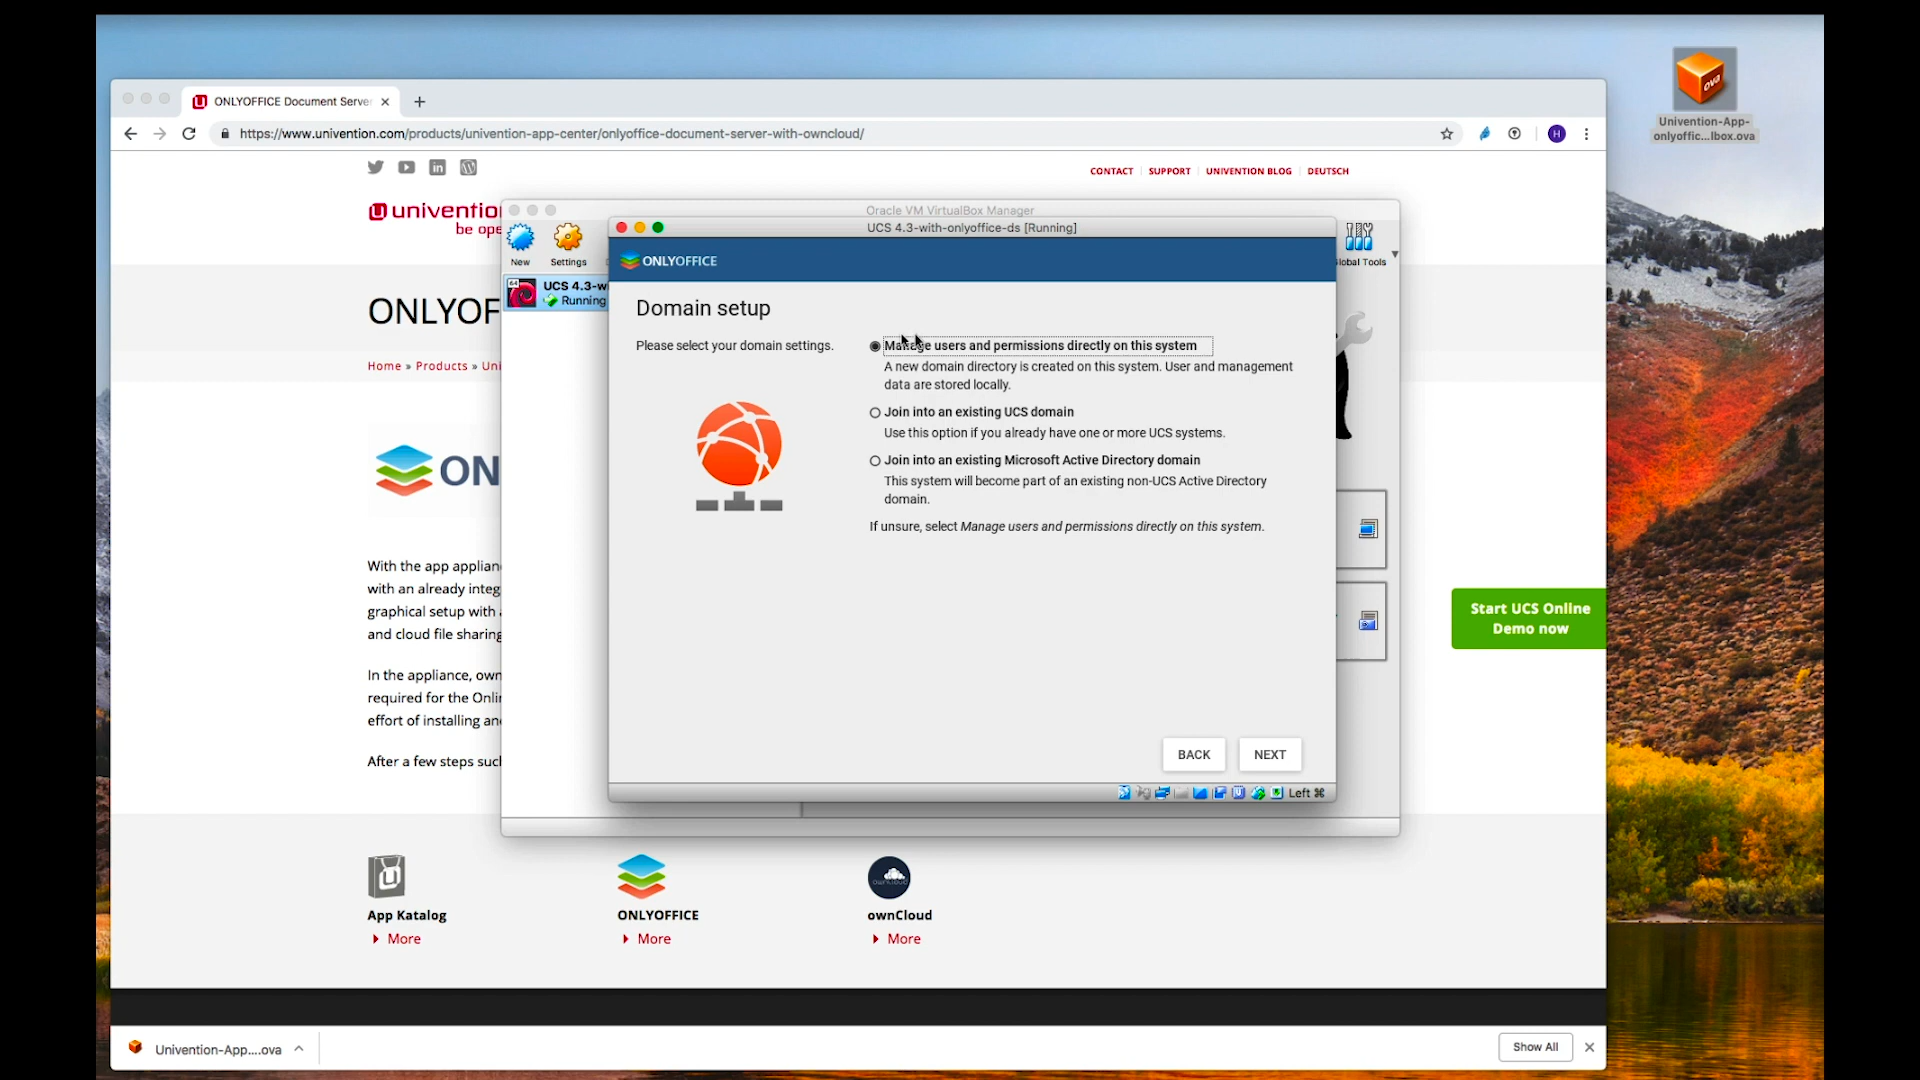 ONLYOFFICE Document Server
https://www.univention.com/products/univention-app-center/onlyoffice-document-server-with-owncloud/
H
ova
Univention-App-
onlyoffic...lbox.ova
CONTACT
SUPPORT
UNIVENTION BLOG
DEUTSCH
univentio
be ope
Oracle VM VirtualBox Manager
UCS 4.3-with-onlyoffice-ds [Running]
New
Settings
lobal Tools
64
UCS 4.3-w
Running
ONLYOFFICE
ONLYOF
Home » Products » Uni
ON
Domain setup
Please select your domain settings.
Manage users and permissions directly on this system
A new domain directory is created on this system. User and management
data are stored locally.
Join into an existing UCS domain
Use this option if you already have one or more UCS systems.
Join into an existing Microsoft Active Directory domain
This system will become part of an existing non-UCS Active Directory
domain.
If unsure, select Manage users and permissions directly on this system.
BACK
NEXT
Left ⌘
With the app applian
with an already integ
graphical setup with
and cloud file sharing
In the appliance, own
required for the Onli
effort of installing an
After a few steps such
Start UCS Online
Demo now
App Katalog
More
ONLYOFFICE
More
ownCloud
ownCloud
More
Univention-App....ova
Show All